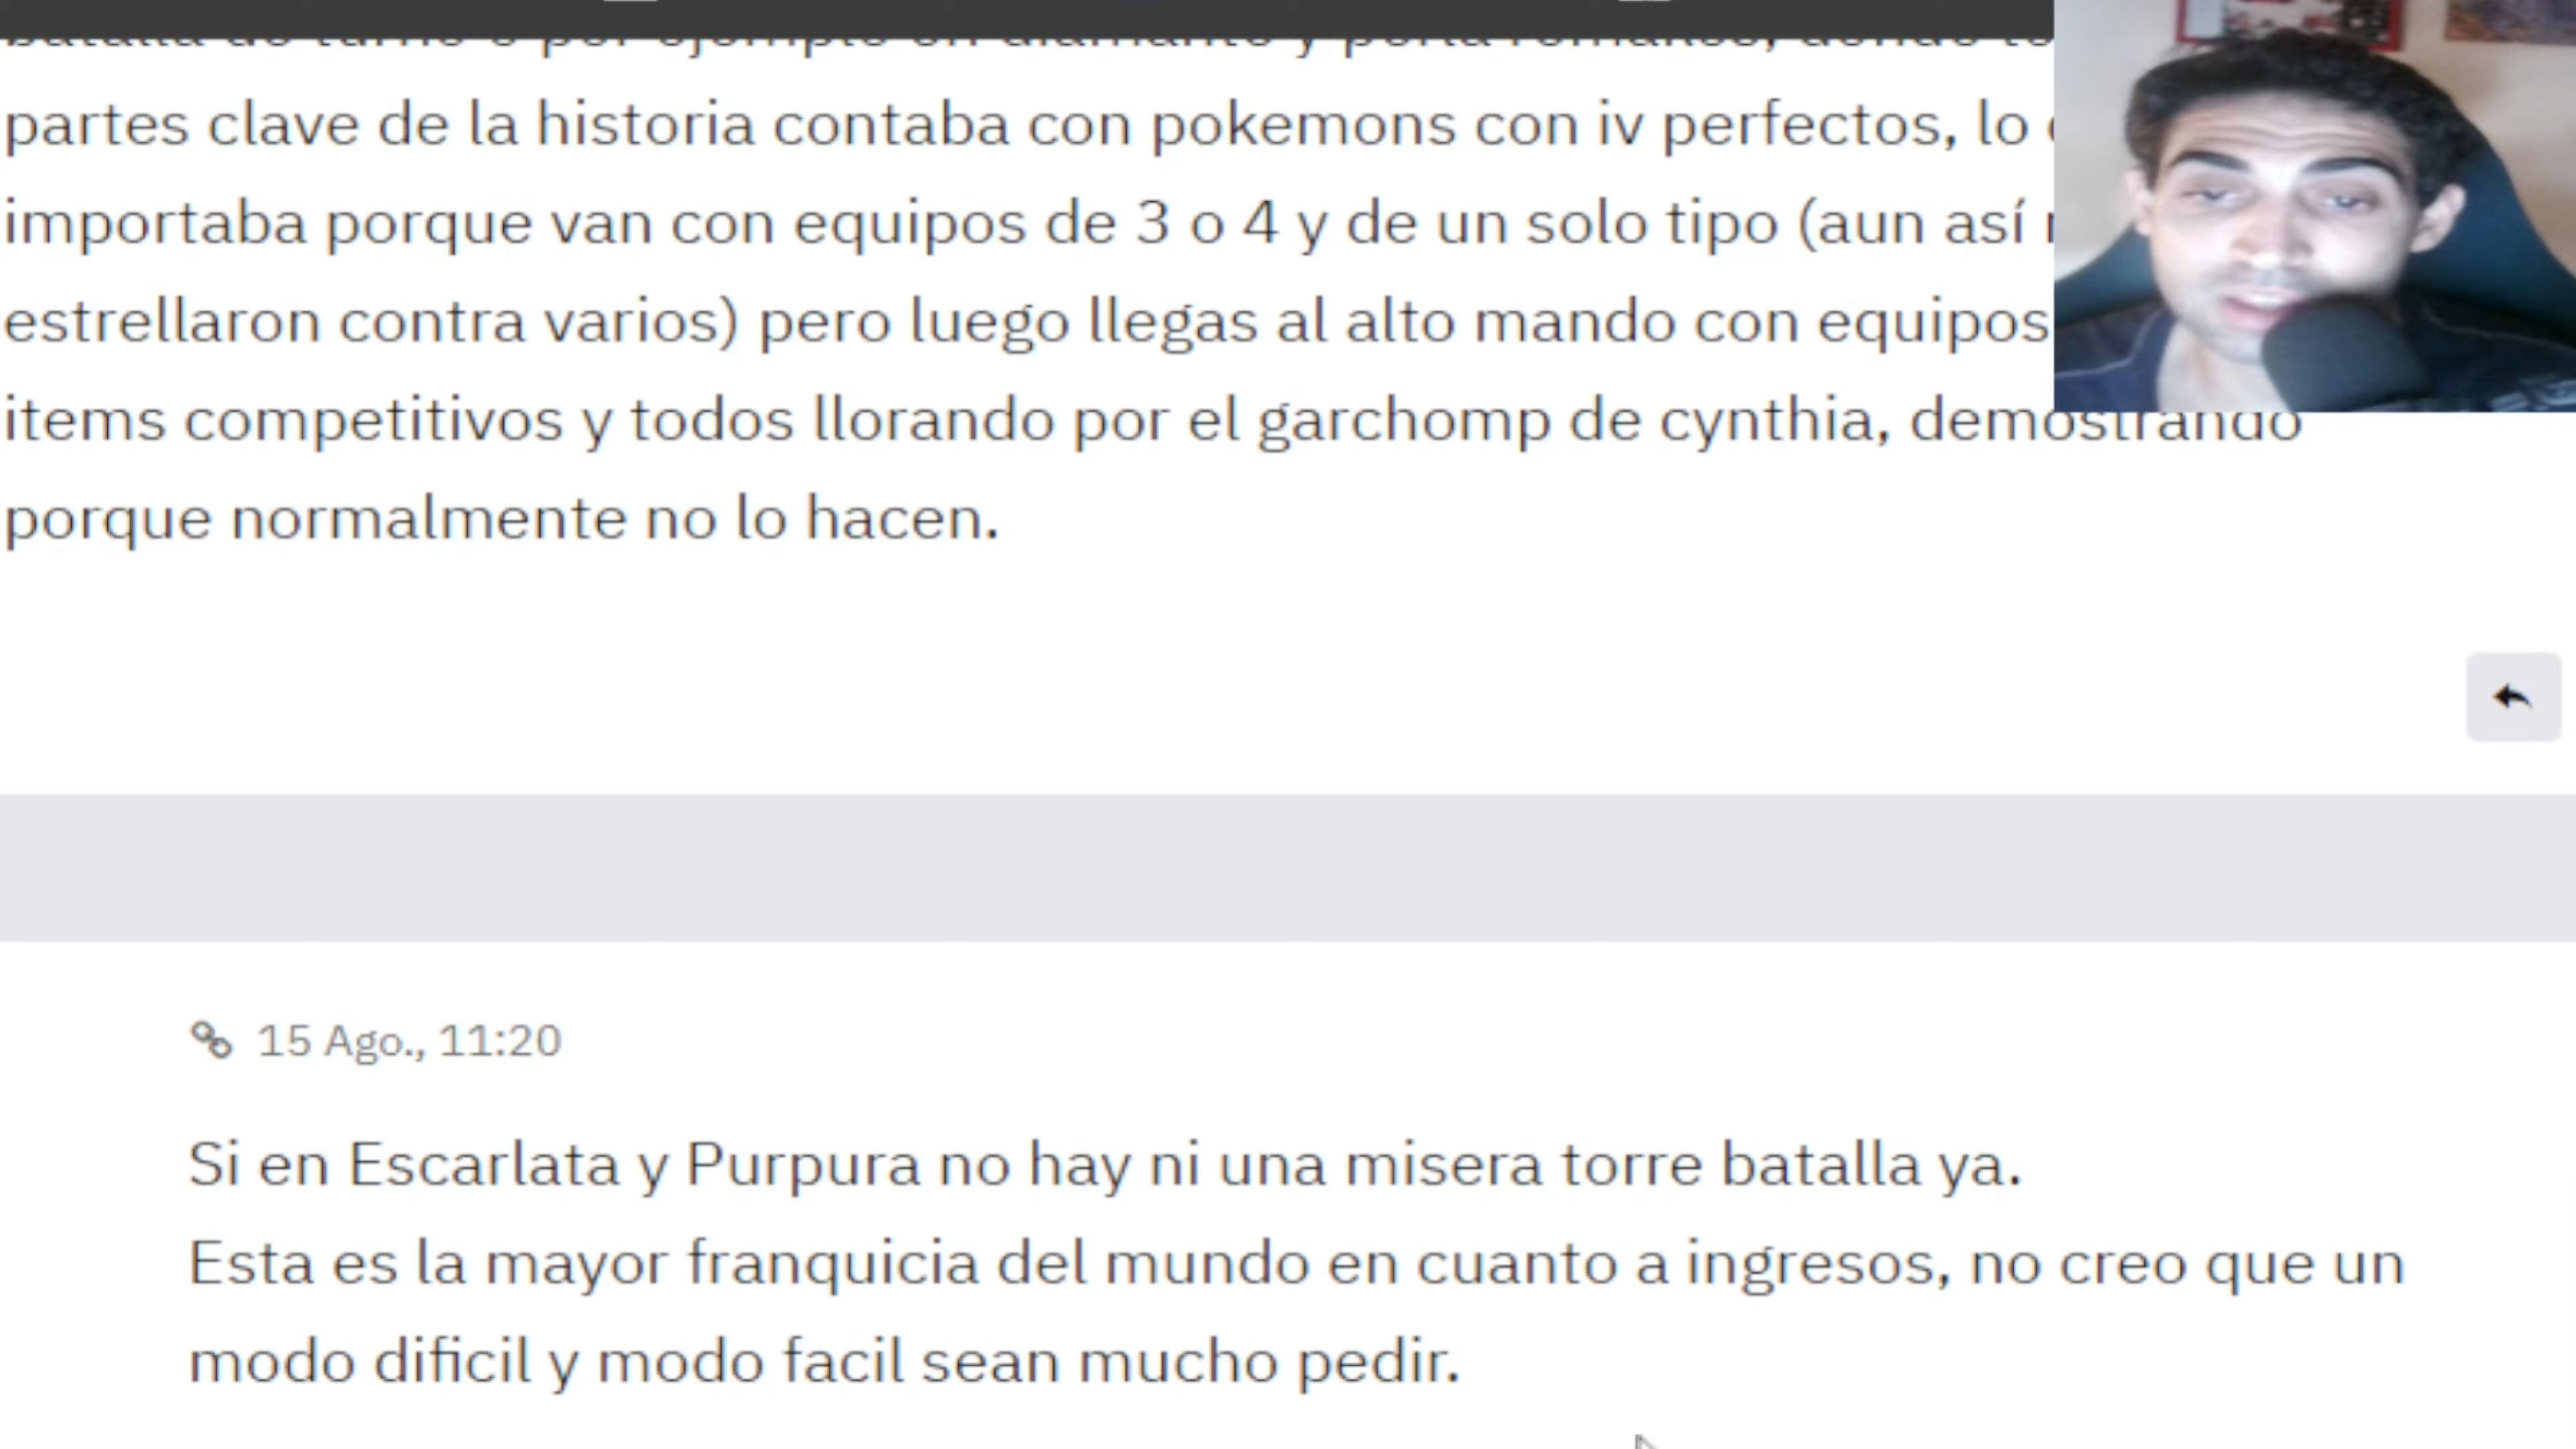 partes clave de la historia contaba con pokemons con iv perfectos, lo
importaba porque van con equipos de 3 o 4 y de un solo tipo (aun así
estrellaron contra varios) pero luego llegas al alto mando con equipos
items competitivos y todos llorando por el garchomp de cynthia, demostrando
porque normalmente no lo hacen.
15 Ago., 11:20
Si en Escarlata y Purpura no hay ni una misera torre batalla ya.
Esta es la mayor franquicia del mundo en cuanto a ingresos, no creo que un
modo dificil y modo facil sean mucho pedir.